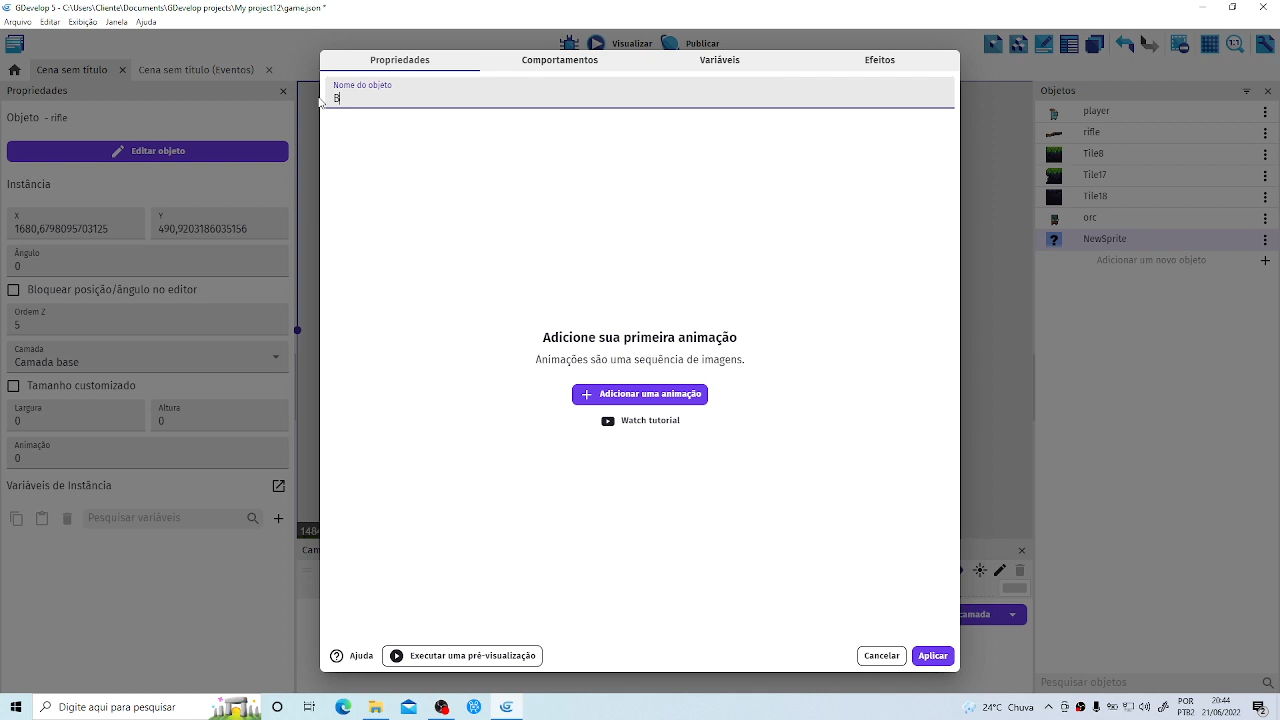 GDevelop 5 - C:\Users\Cliente\Documents\GDevelop projects\My project12\game.json *
Arquivo Editar Exibição Janela Ajuda
Visualizar Publicar
Cena sem título Cena sem título (Eventos)
Propriedades
Objeto - rifle
Editar objeto
Instância
X Y
1680,6798095703125 490,9203186035156
Ângulo
0
Bloquear posição/ângulo no editor
Ordem Z
5
Camada
Camada base
Tamanho customizado
Largura Altura
0 0
Animação
0
Variáveis de Instância
Pesquisar variáveis
Propriedades Comportamentos Variáveis Efeitos
Nome do objeto
B
Adicione sua primeira animação
Animações são uma sequência de imagens.
Adicionar uma animação
Watch tutorial
Ajuda Executar uma pré-visualização Cancelar Aplicar
Objetos
player
rifle
Tile8
Tile17
Tile18
orc
NewSprite
Adicionar um novo objeto
Pesquisar objetos
Digite aqui para pesquisar
24°C Chuva
POR
PTB2
20:44
21/06/2022